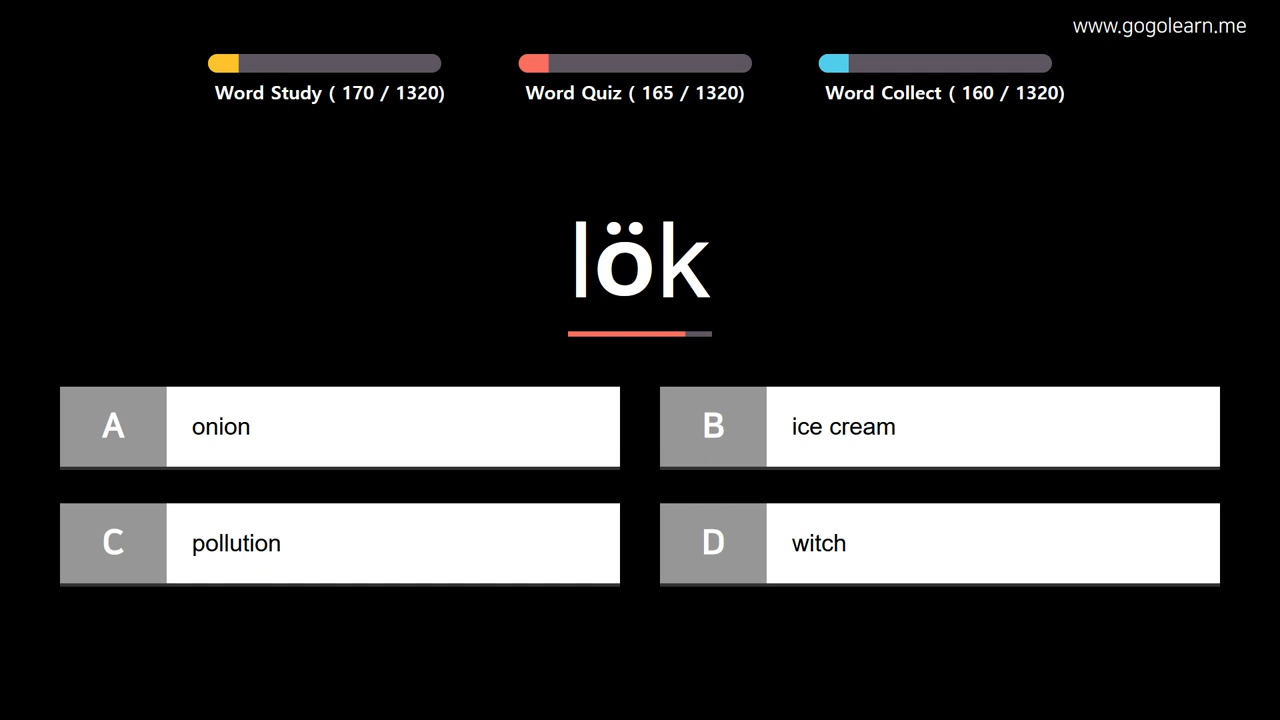 www.gogolearn.me
Word Study ( 170 / 1320)
Word Quiz ( 165 / 1320)
Word Collect ( 160 / 1320)
lök
A
onion
B
ice cream
C
pollution
D
witch